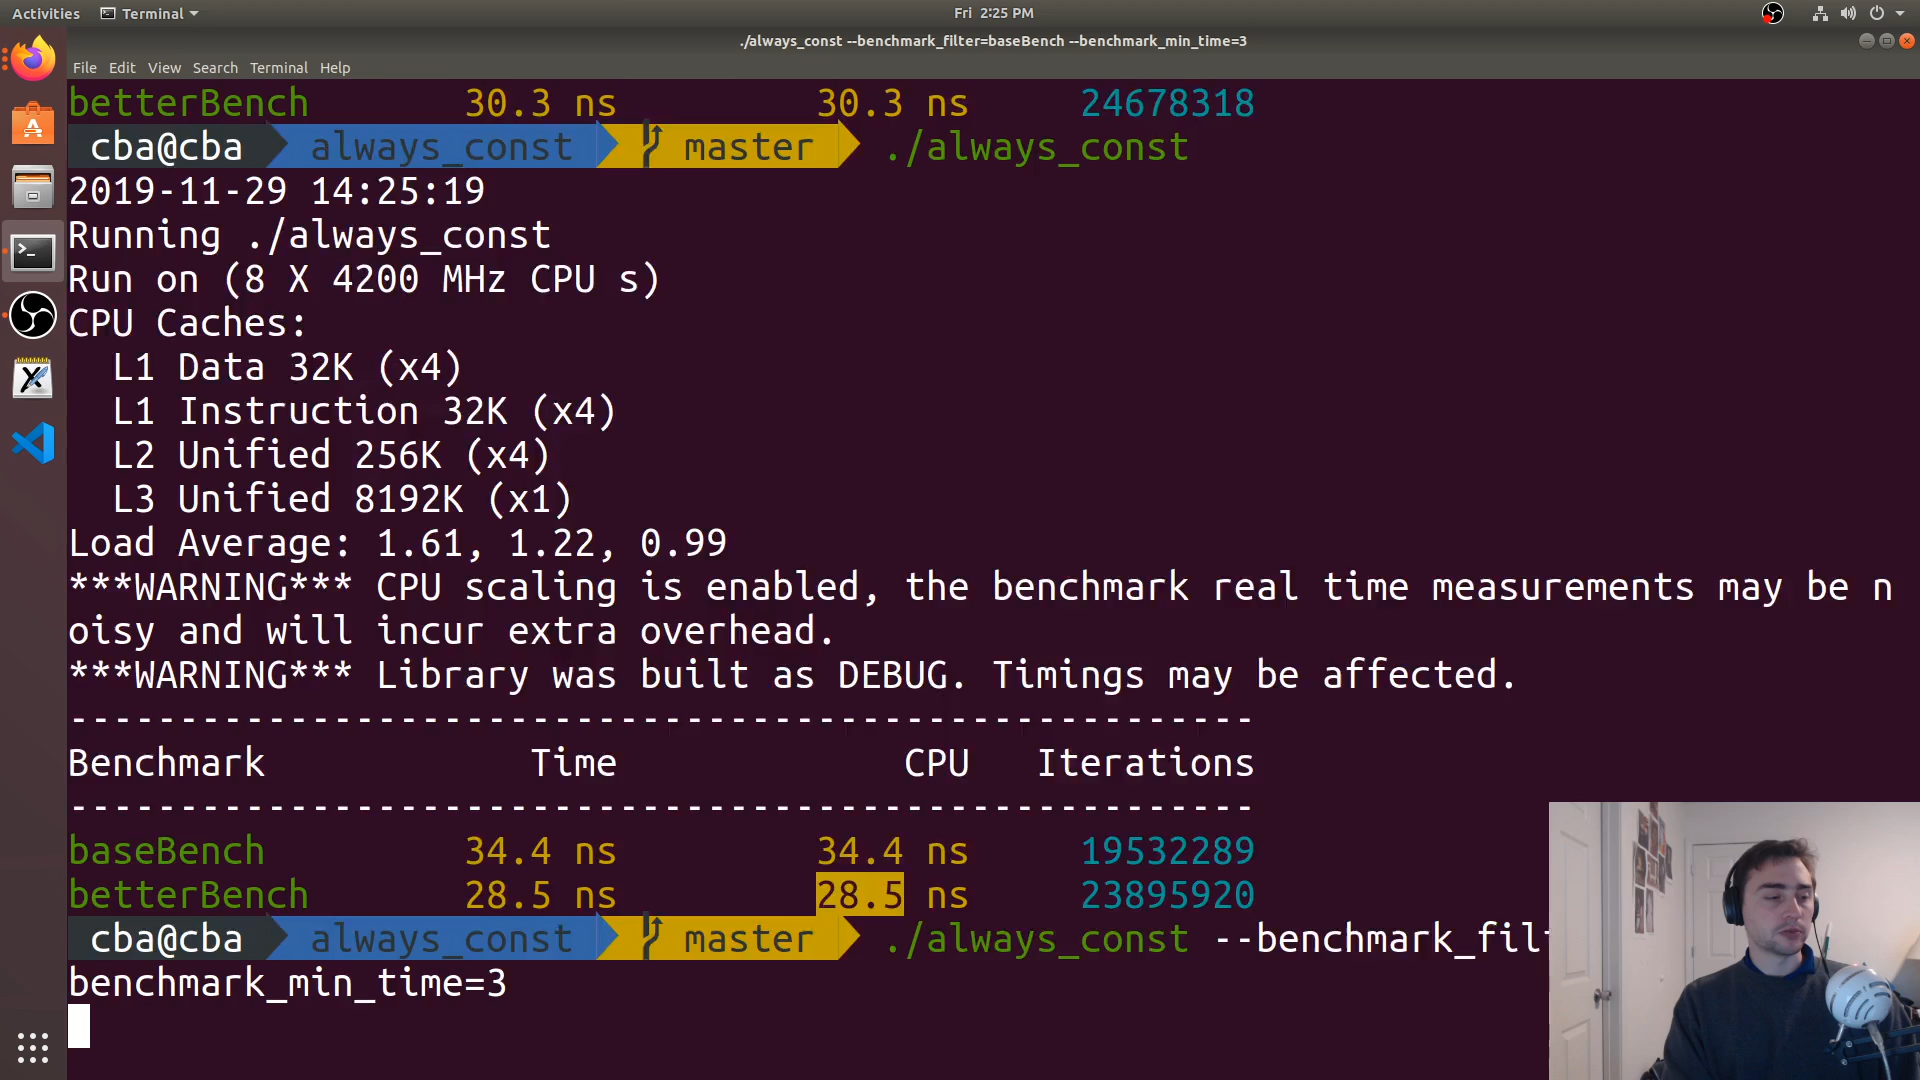 Activities Terminal Fri 2:25 PM
./always_const --benchmark_filter=baseBench --benchmark_min_time=3
File Edit View Search Terminal Help
betterBench 30.3 ns 30.3 ns 24678318
cba@cba always_const master ./always_const
2019-11-29 14:25:19
Running ./always_const
Run on (8 X 4200 MHz CPU s)
CPU Caches:
L1 Data 32K (x4)
L1 Instruction 32K (x4)
L2 Unified 256K (x4)
L3 Unified 8192K (x1)
Load Average: 1.61, 1.22, 0.99
***WARNING*** CPU scaling is enabled, the benchmark real time measurements may be n
oisy and will incur extra overhead.
***WARNING*** Library was built as DEBUG. Timings may be affected.
------------------------------------------------------
Benchmark Time CPU Iterations
------------------------------------------------------
baseBench 34.4 ns 34.4 ns 19532289
betterBench 28.5 ns 28.5 ns 23895920
cba@cba always_const master ./always_const --benchmark_fil
benchmark_min_time=3